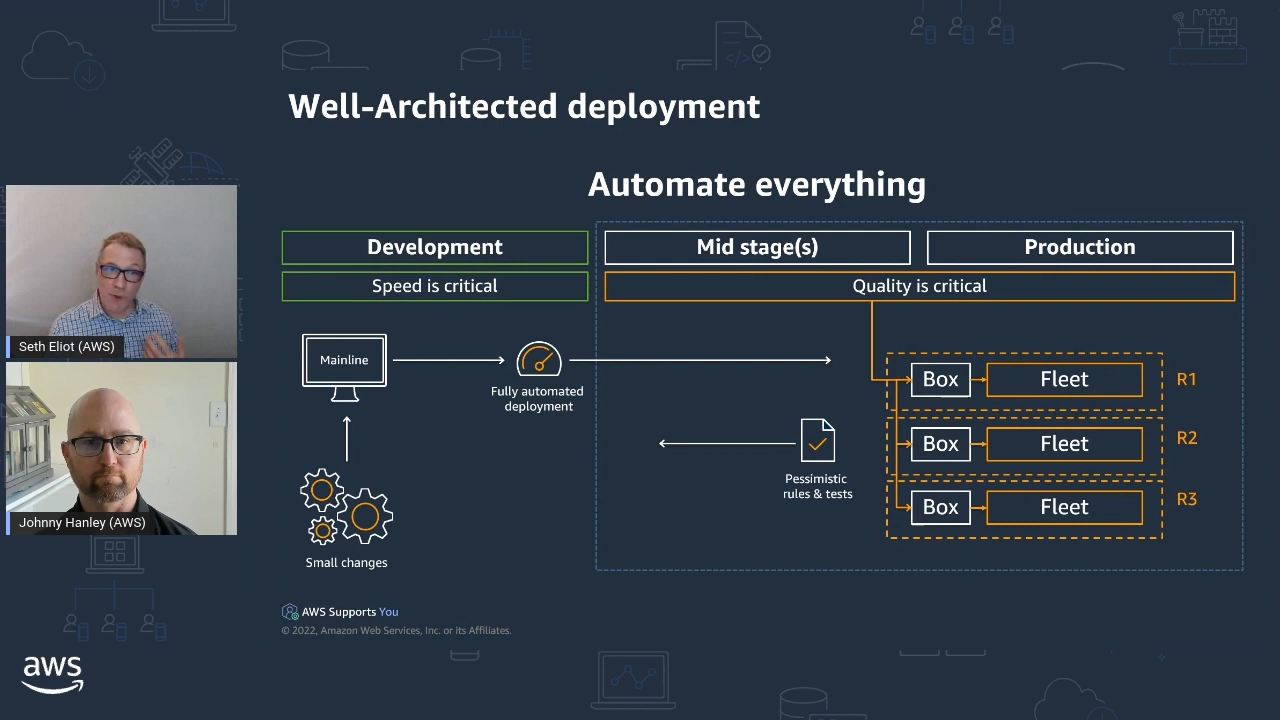 Well-Architected deployment
Automate everything
Development
Mid stage(s)
Production
Speed is critical
Quality is critical
Mainline
Fully automated
deployment
Small changes
Pessimistic
rules & tests
Box
Fleet
R1
Box
Fleet
R2
Box
Fleet
R3
Seth Eliot (AWS)
Johnny Hanley (AWS)
AWS Supports You
© 2022, Amazon Web Services, Inc. or its Affiliates.
aws